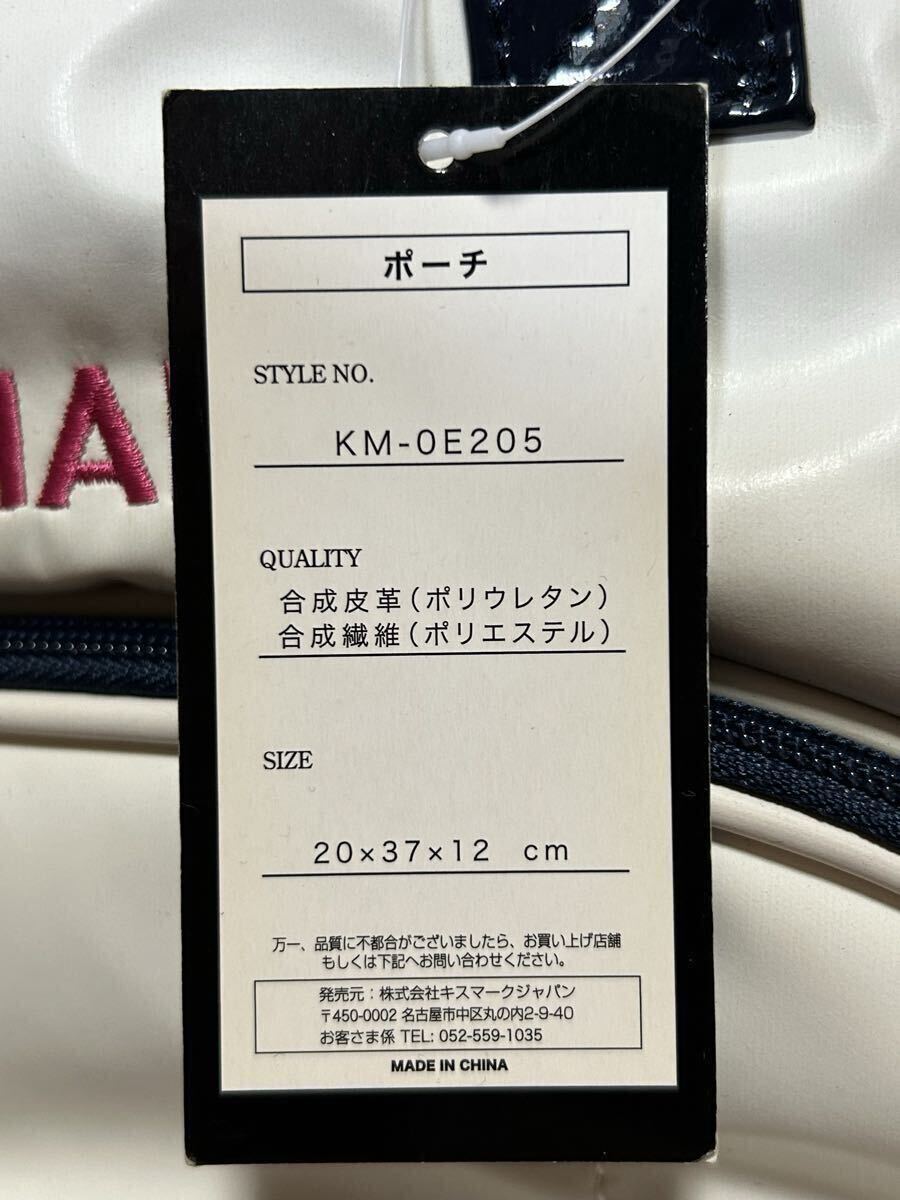 ポーチ
STYLE NO.
KM-0E205
QUALITY
合成皮革(ポリウレタン)
合成繊維(ポリエステル)
SIZE
20×37×12 cm
万一、品質に不都合がございましたら、お買い上げ店舗
もしくは下記へお問い合わせください。
発売元：株式会社キスマークジャパン
〒450-0002 名古屋市中区丸の内2-9-40
お客さま係 TEL: 052-559-1035
MADE IN CHINA